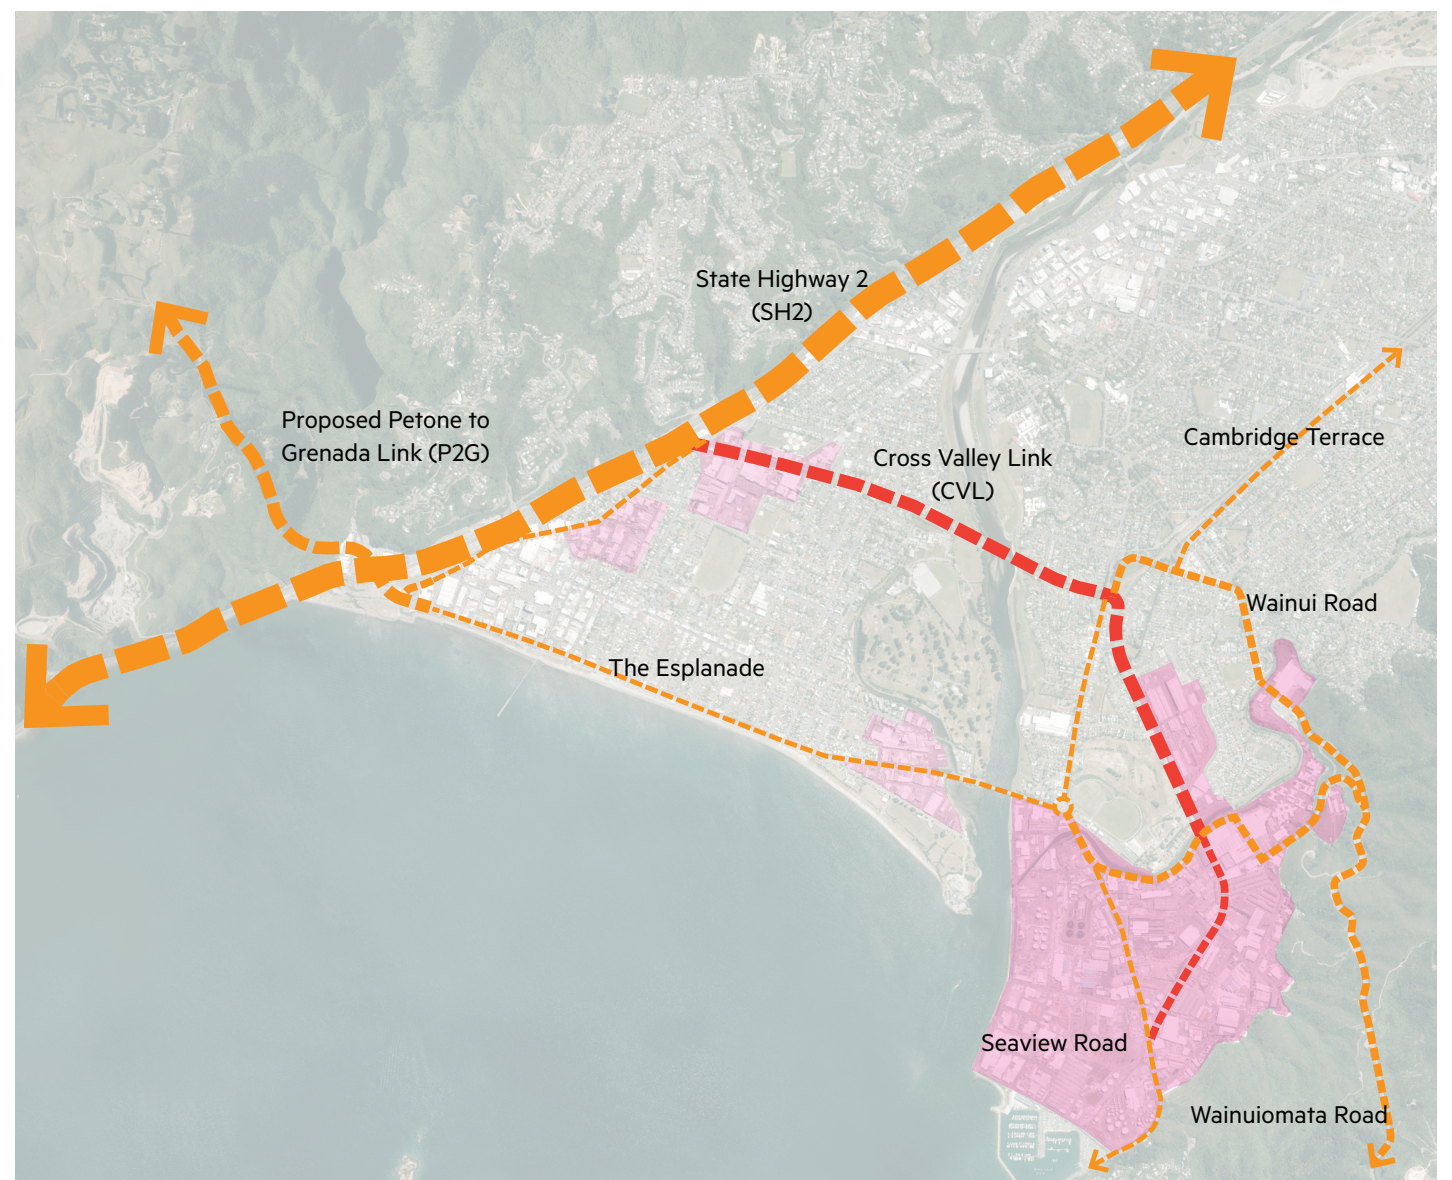 State Highway 2
(SH2)
Proposed Petone to
Grenada Link (P2G)
Cross Valley Link
(CVL)
Cambridge Terrace
Wainui Road
The Esplanade
Seaview Road
Wainuiomata Road